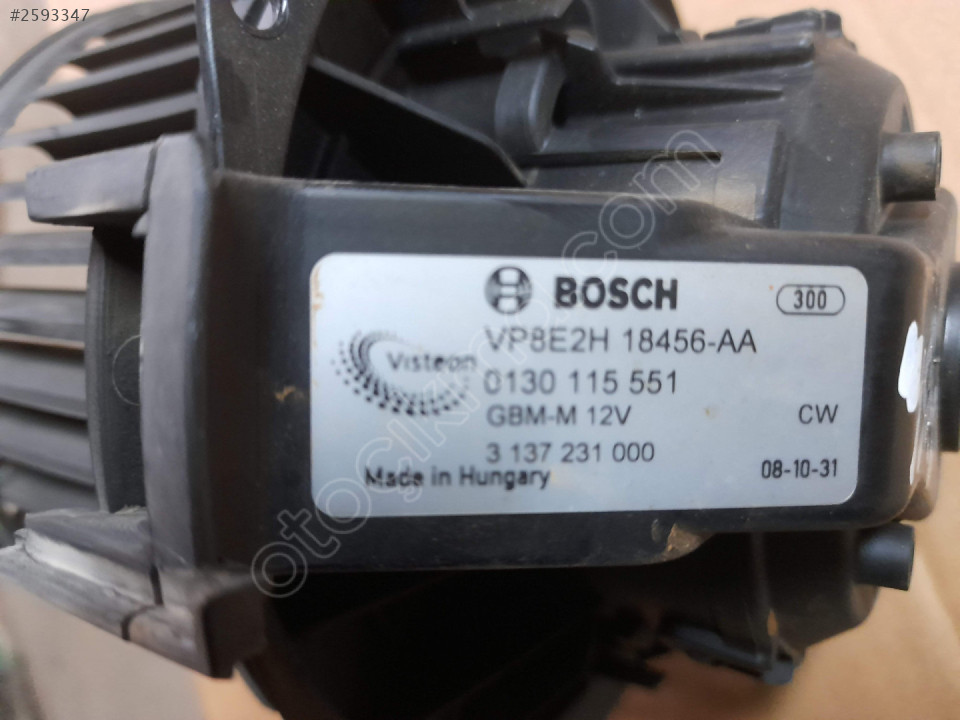 #2593347
BOSCH
300
VP8E2H 18456-AA
Visteon
0130 115 551
GBM-M 12V
CW
3 137 231 000
Made in Hungary
08-10-31
otocikma.com